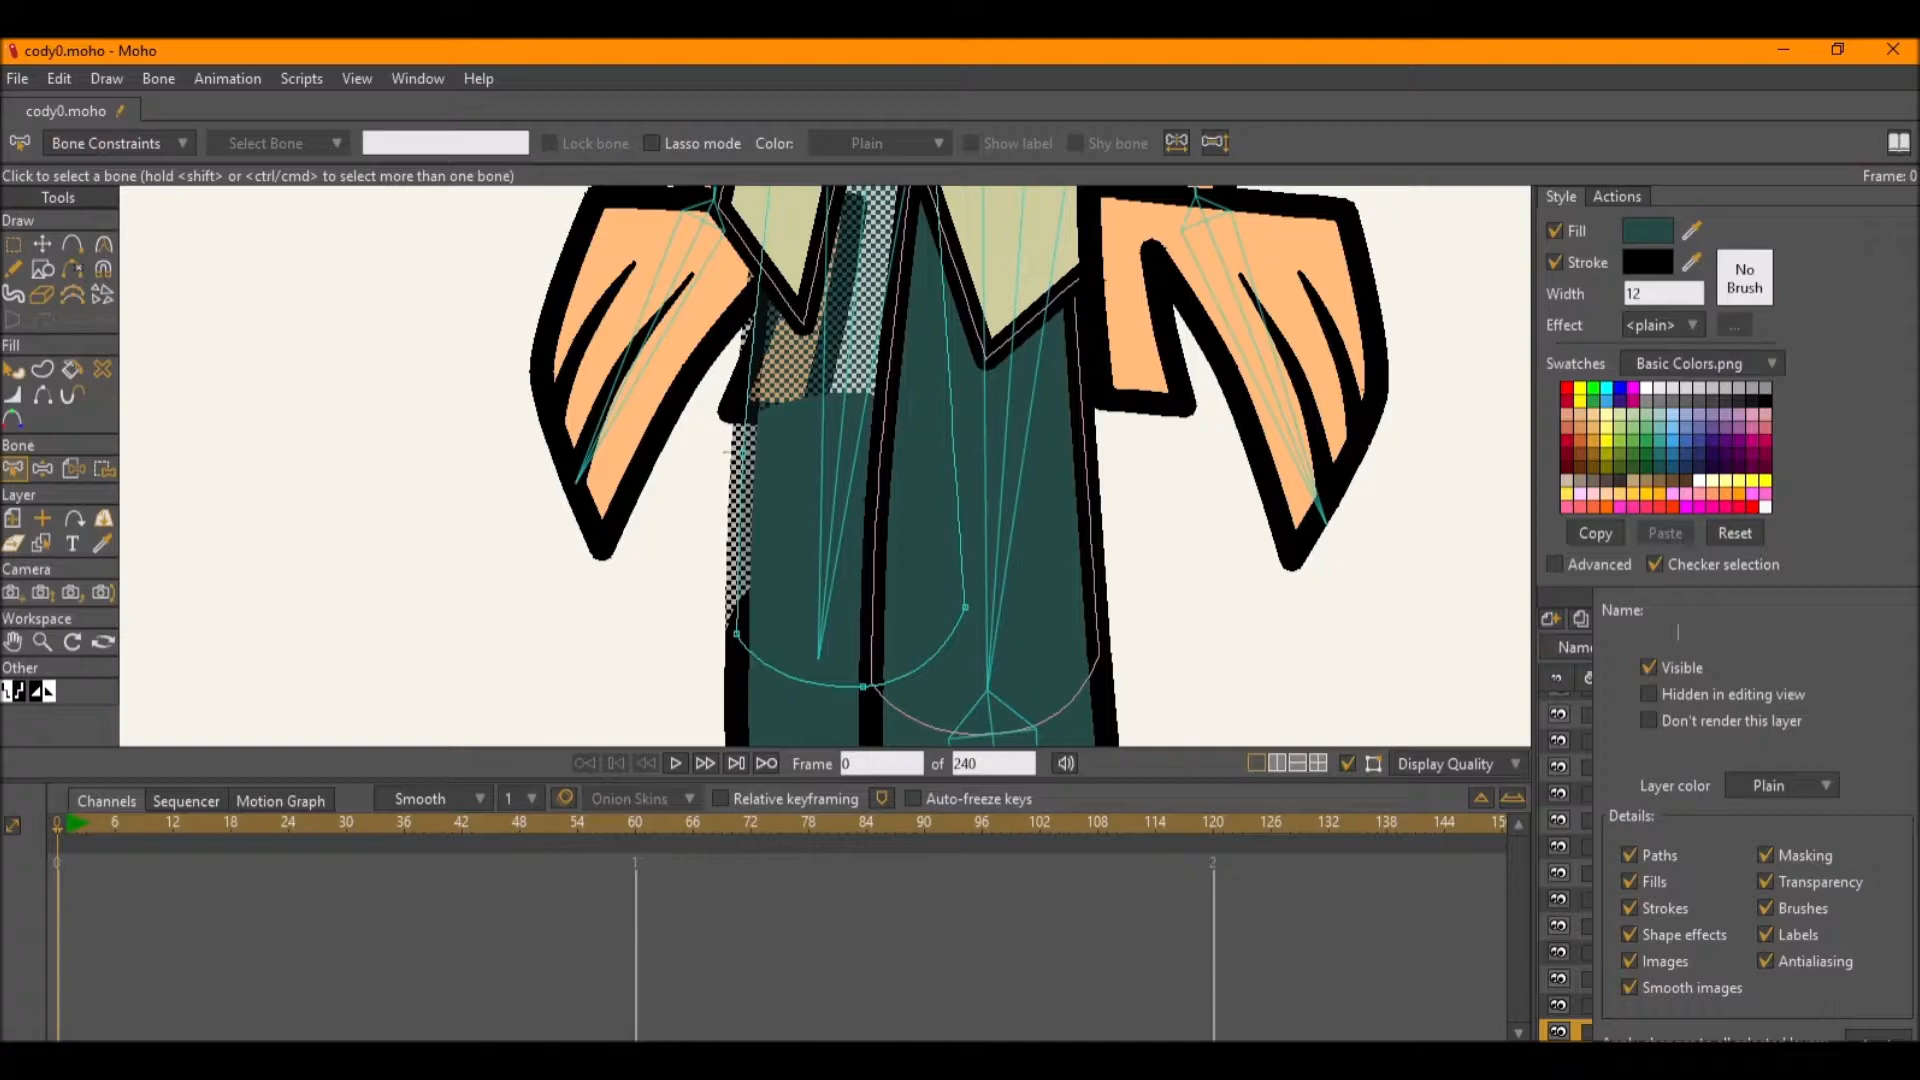 cody0.moho - Moho
File Edit Draw Bone Animation Scripts View Window Help
cody0.moho
Bone Constraints Select Bone Lock bone Lasso mode Color: Plain Show label Shy bone
Click to select a bone (hold <shift> or <ctrl/cmd> to select more than one bone) Frame: 0
Tools
Draw
Fill
Bone
Layer
T
Camera
Workspace
Other
Style Actions
Fill
Stroke
No Brush
Width 12
Effect <plain> ...
Swatches Basic Colors.png
Copy Paste Reset
Advanced Checker selection
Name:
Nam
Visible
Hidden in editing view
Don't render this layer
Layer color Plain
Details:
Paths Masking
Fills Transparency
Strokes Brushes
Shape effects Labels
Images Antialiasing
Smooth images
Frame 0 of 240 Display Quality
Channels Sequencer Motion Graph Smooth 1 Onion Skins Relative keyframing Auto-freeze keys
0 6 12 18 24 30 36 42 48 54 60 66 72 78 84 90 96 102 108 114 120 126 132 138 144 15
0 1 2